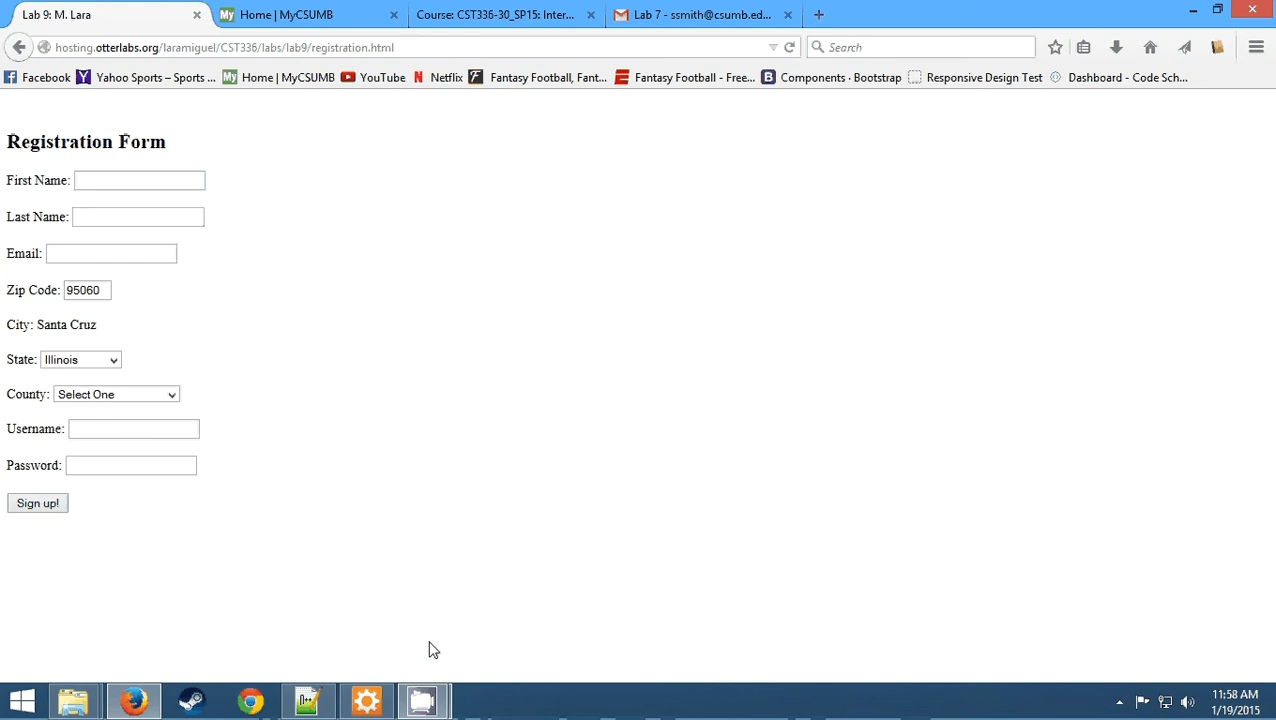 Lab 9: M. Lara
Home | MyCSUMB
Course: CST336-30_SP15: Inter...
Lab 7 - ssmith@csumb.ed...
hosting.otterlabs.org/laramiguel/CST336/labs/lab9/registration.html
Search
Facebook
Yahoo Sports – Sports ...
Home | MyCSUMB
YouTube
Netflix
Fantasy Football, Fant...
Fantasy Football - Free...
Components · Bootstrap
Responsive Design Test
Dashboard - Code Sch...
Registration Form
First Name:
Last Name:
Email:
Zip Code: 95060
City: Santa Cruz
State: Illinois
County: Select One
Username:
Password:
Sign up!
11:58 AM
1/19/2015